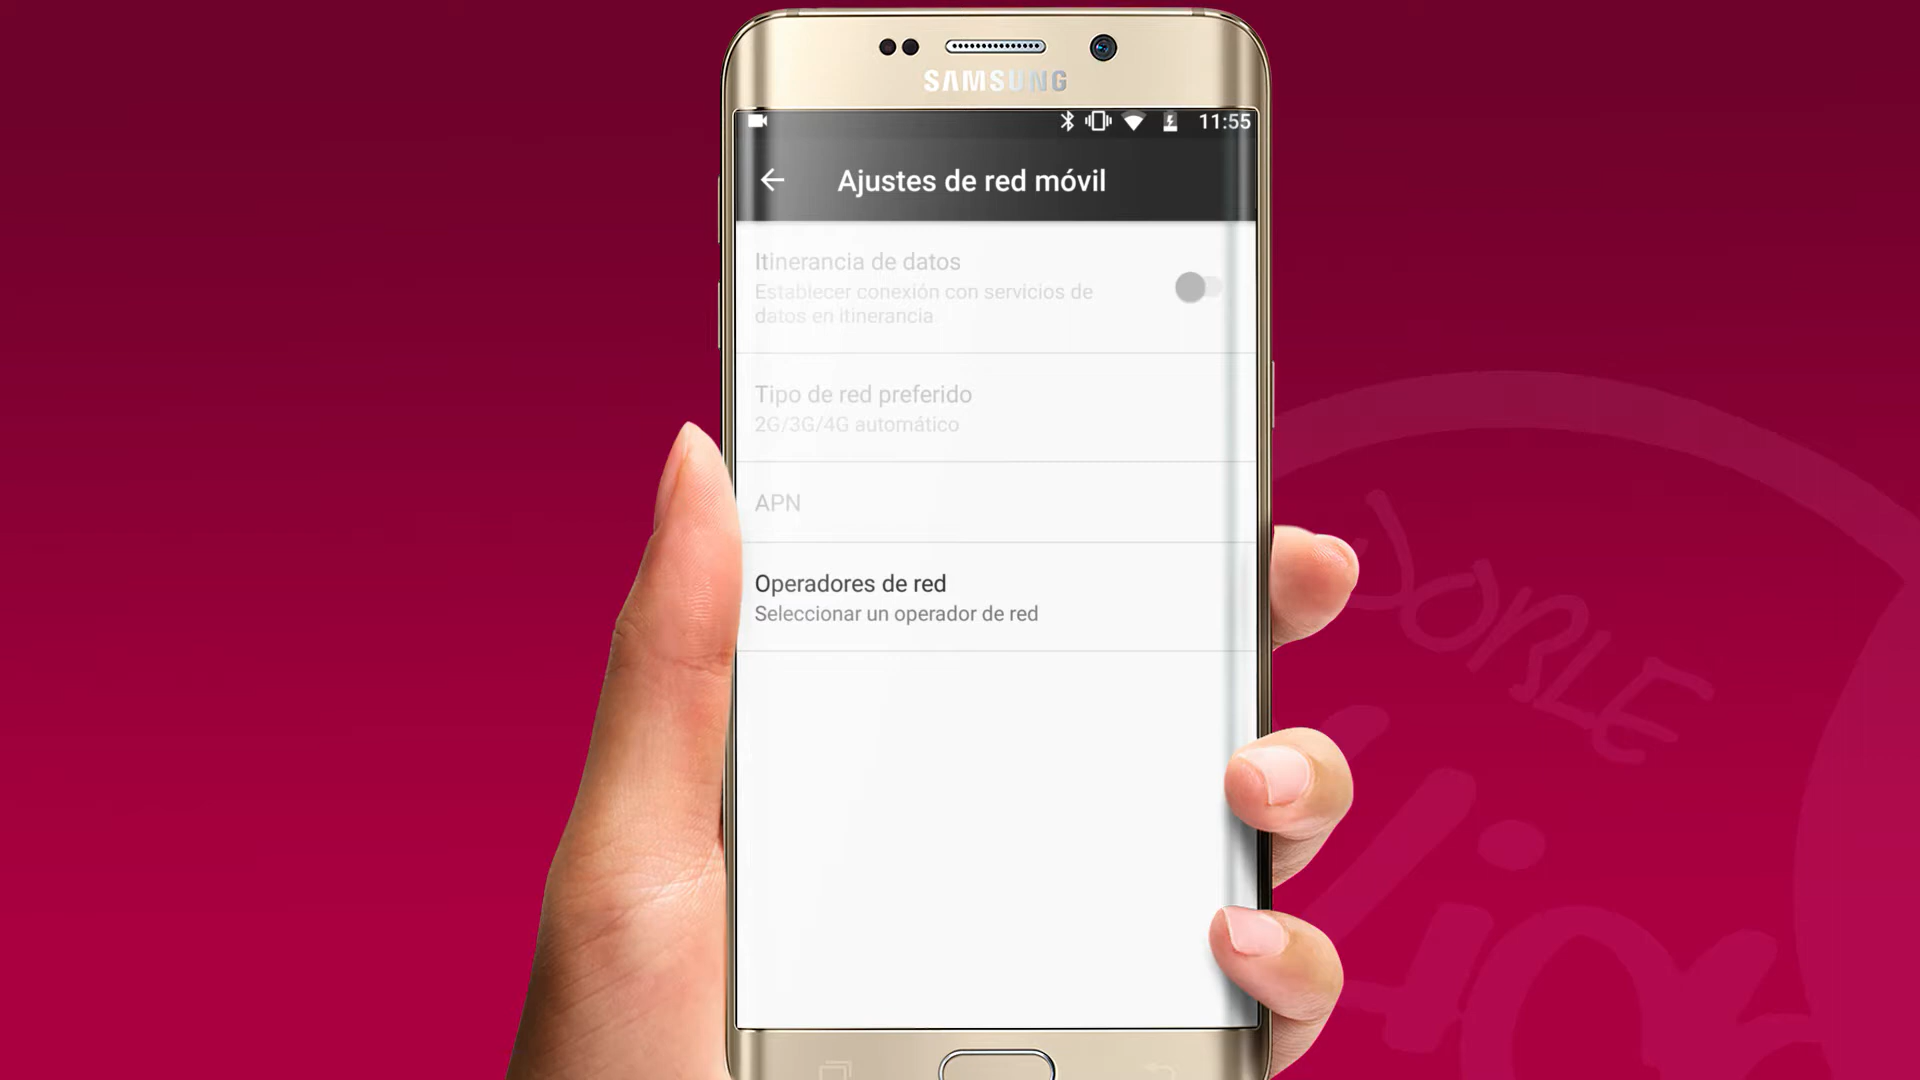 SAMSUNG
11:55
Ajustes de red móvil
Itinerancia de datos
Establecer conexión con servicios de
datos en itinerancia
Tipo de red preferido
2G/3G/4G automático
APN
Operadores de red
Seleccionar un operador de red
DOBLE